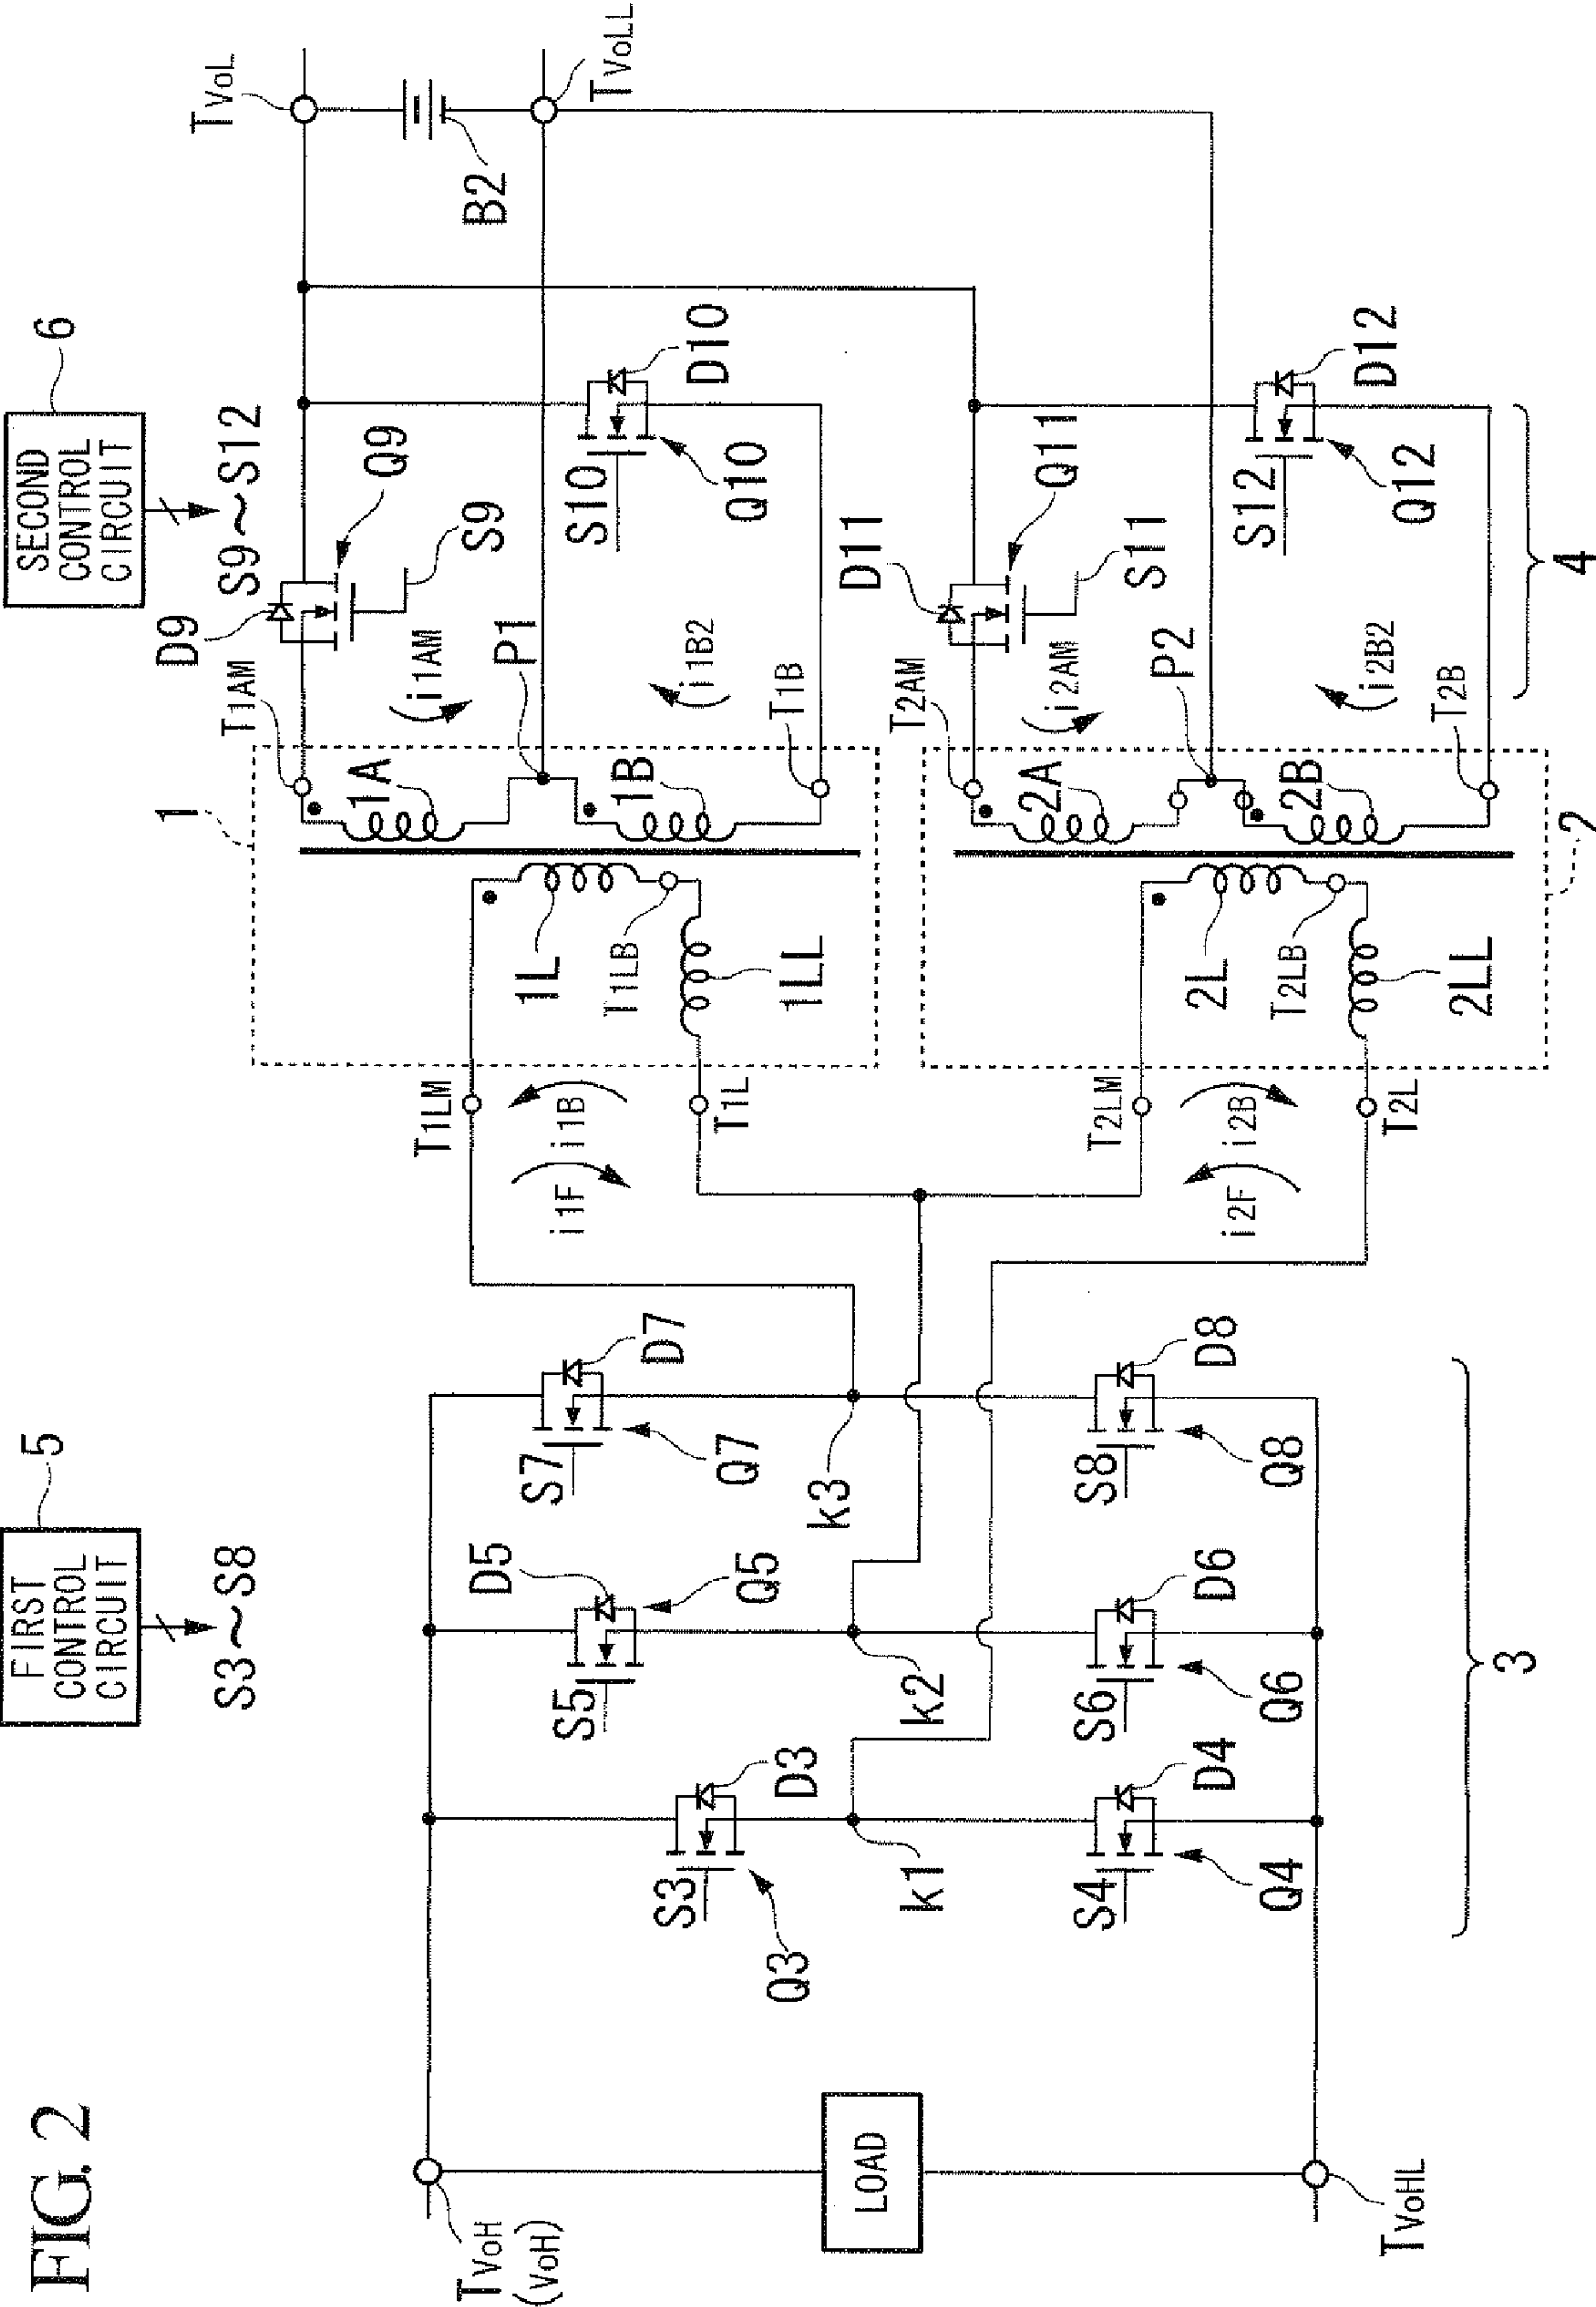 FIG. 2
FIRST
CONTROL
CIRCUIT
5
S3～S8
SECOND
CONTROL
CIRCUIT
6
S9～S12
TVoH
(VoH)
LOAD
TVoHL
S3
Q3
D3
k1
S4
Q4
D4
S5
D5
Q5
k2
S6
Q6
D6
S7
Q7
D7
k3
S8
Q8
D8
3
T1LM
i1F
i1B
T1L
T2LM
i2F
i2B
T2L
1
1L
T1LB
1LL
1A
1B
T1AM
P1
T1B
2
2L
T2LB
2LL
2A
2B
T2AM
P2
T2B
D9
Q9
S9
i1AM
i1B2
S10
Q10
D10
D11
Q11
S11
i2AM
i2B2
S12
Q12
D12
4
TVoL
B2
TVoLL